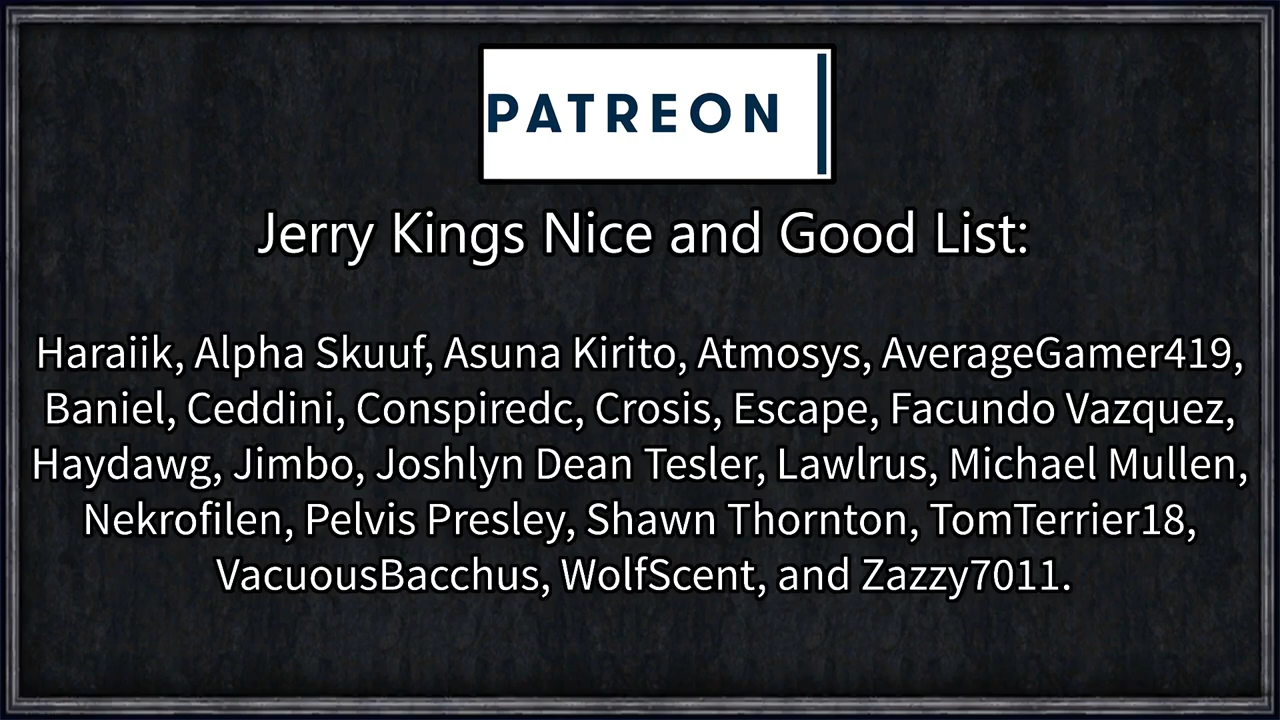 PATREON
Jerry Kings Nice and Good List:
Haraiik, Alpha Skuuf, Asuna Kirito, Atmosys, AverageGamer419,
Baniel, Ceddini, Conspiredc, Crosis, Escape, Facundo Vazquez,
Haydawg, Jimbo, Joshlyn Dean Tesler, Lawlrus, Michael Mullen,
Nekrofilen, Pelvis Presley, Shawn Thornton, TomTerrier18,
VacuousBacchus, WolfScent, and Zazzy7011.